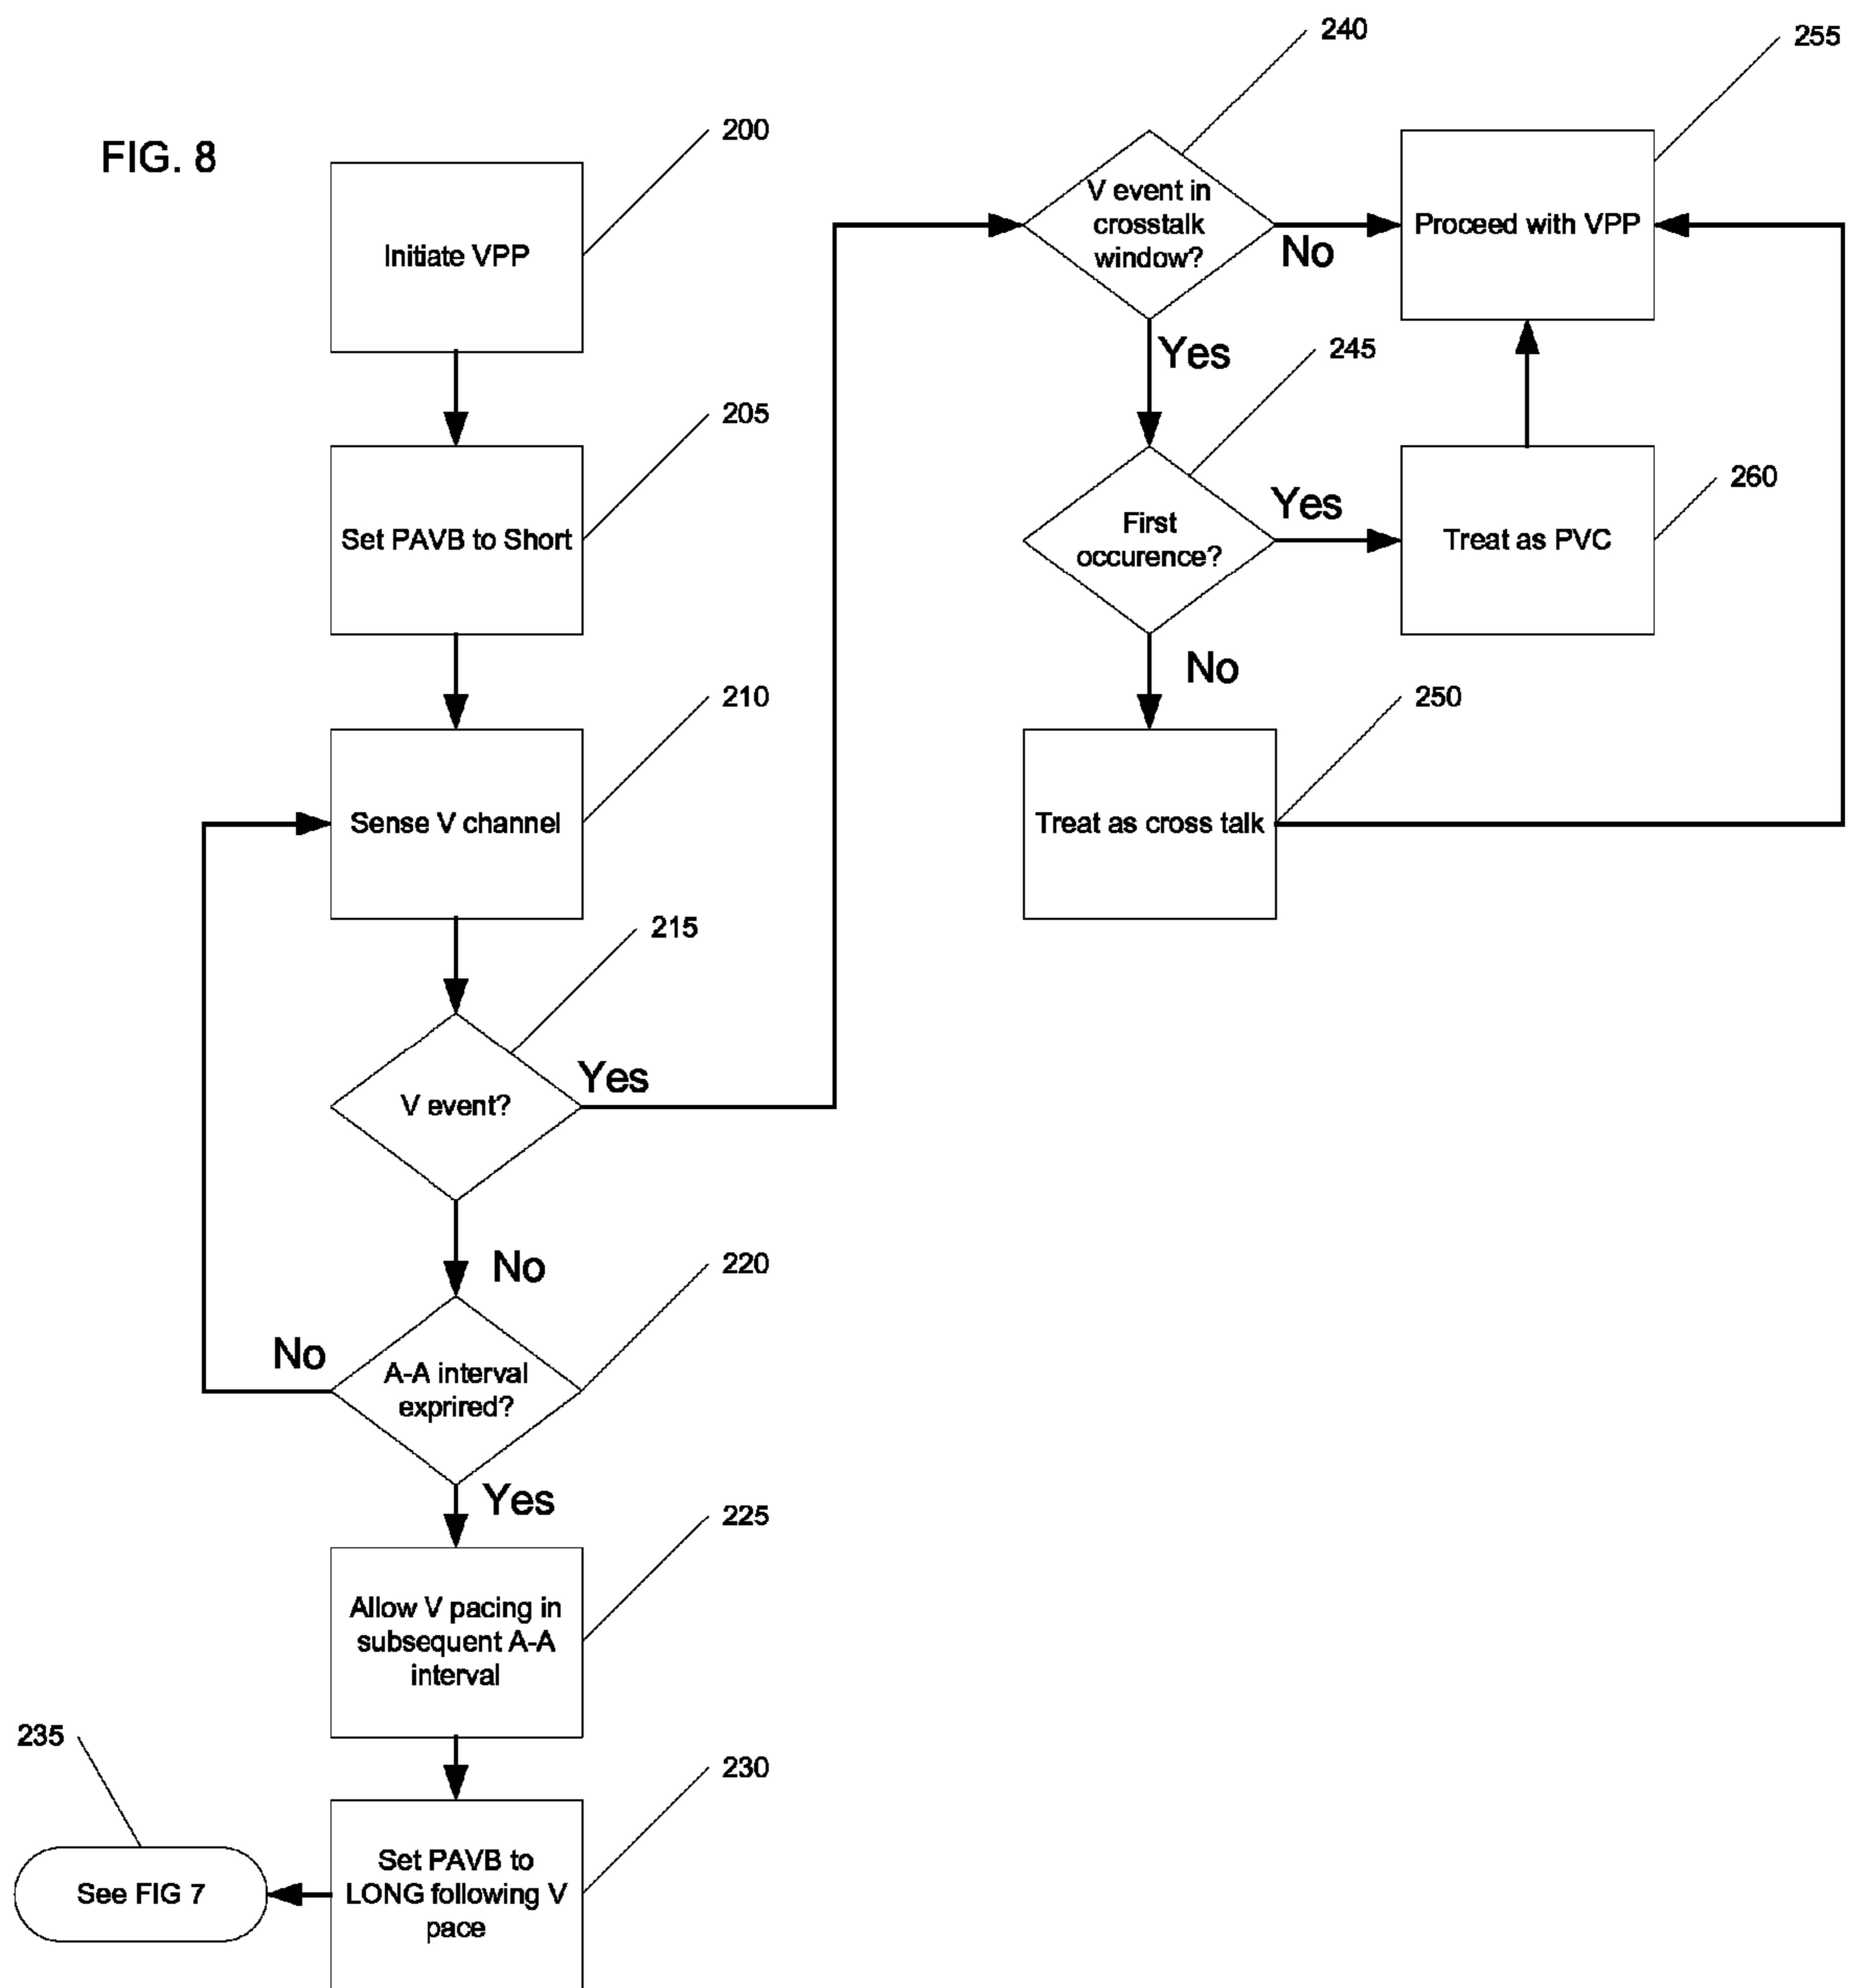 FIG. 8
200
Initiate VPP
205
Set PAVB to Short
210
Sense V channel
215
V event?
Yes
No
220
A-A interval
exprired?
No
Yes
225
Allow V pacing in
subsequent A-A
interval
230
Set PAVB to
LONG following V
pace
235
See FIG 7
240
V event in
crosstalk
window?
No
Yes
255
Proceed with VPP
245
First
occurence?
Yes
No
260
Treat as PVC
250
Treat as cross talk